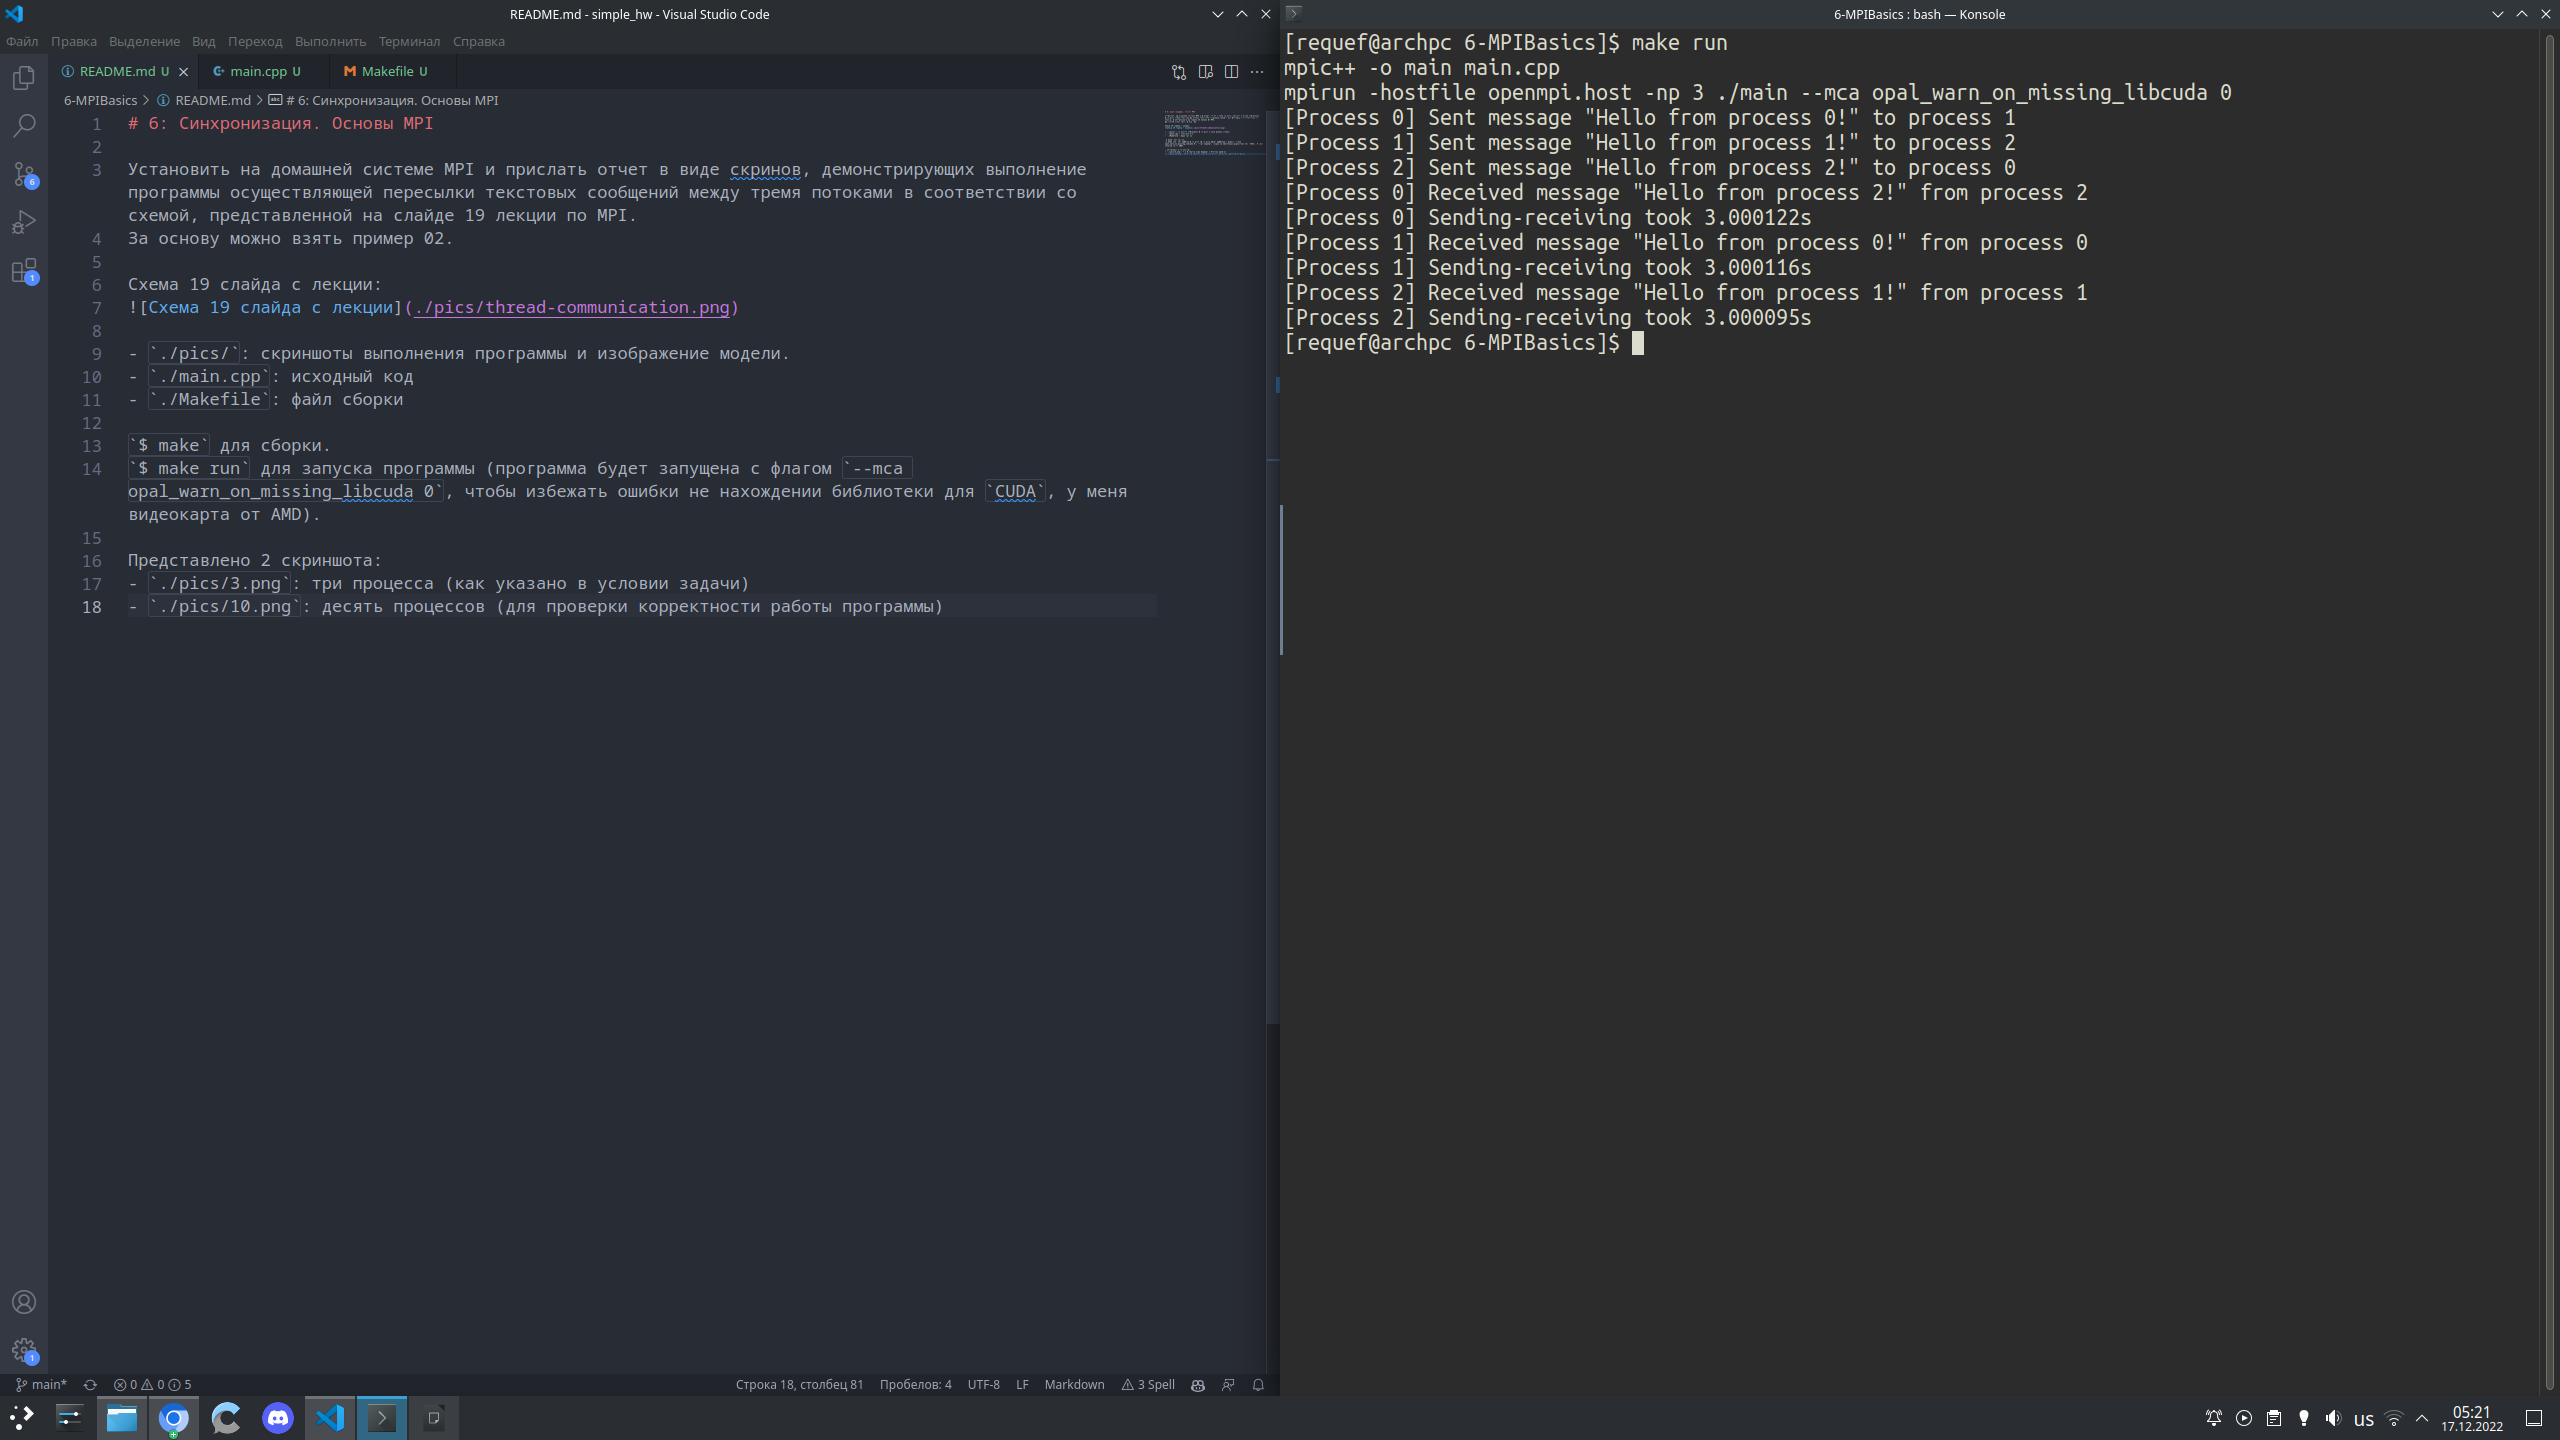 README.md - simple_hw - Visual Studio Code
Файл Правка Выделение Вид Переход Выполнить Терминал Справка
README.md U main.cpp U Makefile U
6-MPIBasics > README.md > # 6: Синхронизация. Основы MPI
1 # 6: Синхронизация. Основы MPI
2
3 Установить на домашней системе MPI и прислать отчет в виде скринов, демонстрирующих выполнение
программы осуществляющей пересылки текстовых сообщений между тремя потоками в соответствии со
схемой, представленной на слайде 19 лекции по MPI.
4 За основу можно взять пример 02.
5
6 Схема 19 слайда с лекции:
7 ![Схема 19 слайда с лекции](./pics/thread-communication.png)
8
9 - `./pics/`: скриншоты выполнения программы и изображение модели.
10 - `./main.cpp`: исходный код
11 - `./Makefile`: файл сборки
12
13 `$ make` для сборки.
14 `$ make run` для запуска программы (программа будет запущена с флагом `--mca
opal_warn_on_missing_libcuda 0`, чтобы избежать ошибки не нахождении библиотеки для `CUDA`, у меня
видеокарта от AMD).
15
16 Представлено 2 скриншота:
17 - `./pics/3.png`: три процесса (как указано в условии задачи)
18 - `./pics/10.png`: десять процессов (для проверки корректности работы программы)
6
1
1
main* 0 0 5 Строка 18, столбец 81 Пробелов: 4 UTF-8 LF Markdown 3 Spell
6-MPIBasics : bash — Konsole
[requef@archpc 6-MPIBasics]$ make run
mpic++ -o main main.cpp
mpirun -hostfile openmpi.host -np 3 ./main --mca opal_warn_on_missing_libcuda 0
[Process 0] Sent message "Hello from process 0!" to process 1
[Process 1] Sent message "Hello from process 1!" to process 2
[Process 2] Sent message "Hello from process 2!" to process 0
[Process 0] Received message "Hello from process 2!" from process 2
[Process 0] Sending-receiving took 3.000122s
[Process 1] Received message "Hello from process 0!" from process 0
[Process 1] Sending-receiving took 3.000116s
[Process 2] Received message "Hello from process 1!" from process 1
[Process 2] Sending-receiving took 3.000095s
[requef@archpc 6-MPIBasics]$
us 05:21
17.12.2022